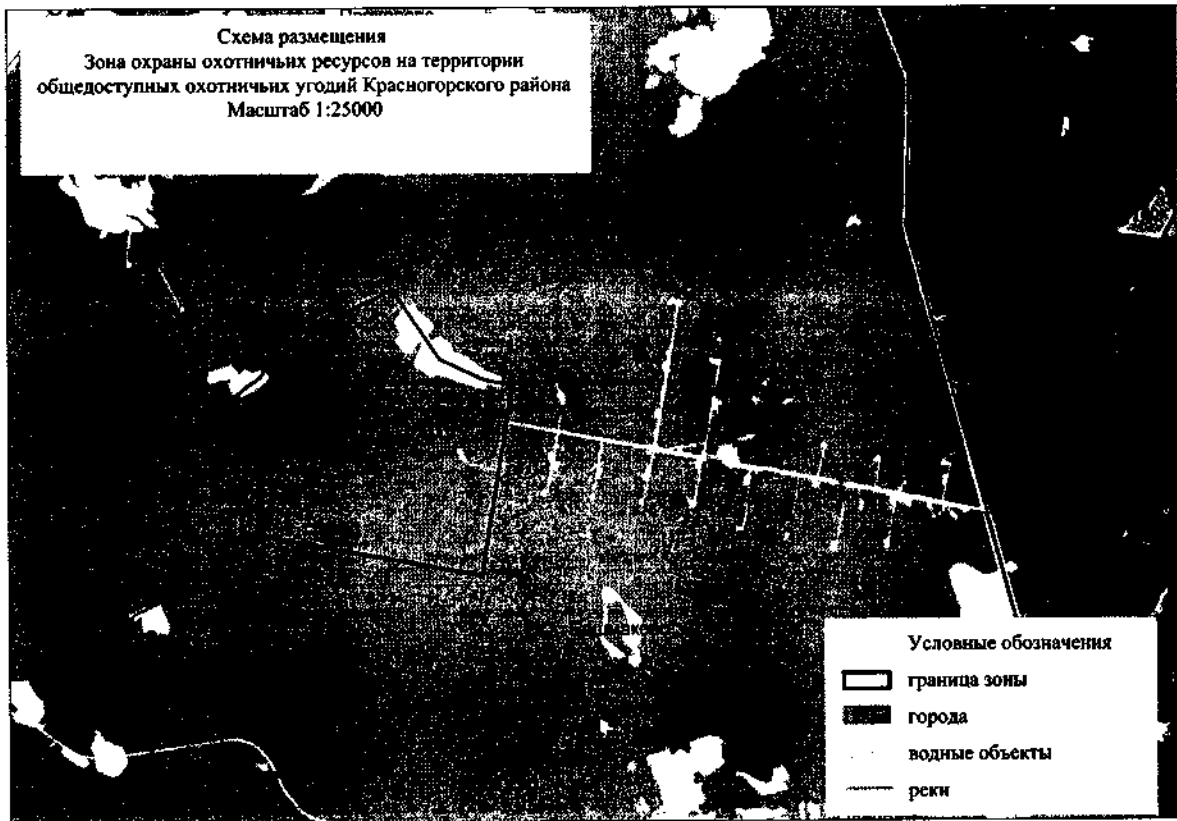 Схема размещения
Зона охраны охотничьих ресурсов на территории
общедоступных охотничьих угодий Красногорского района
Масштаб 1:25000
Условные обозначения
граница зоны
города
водные объекты
реки